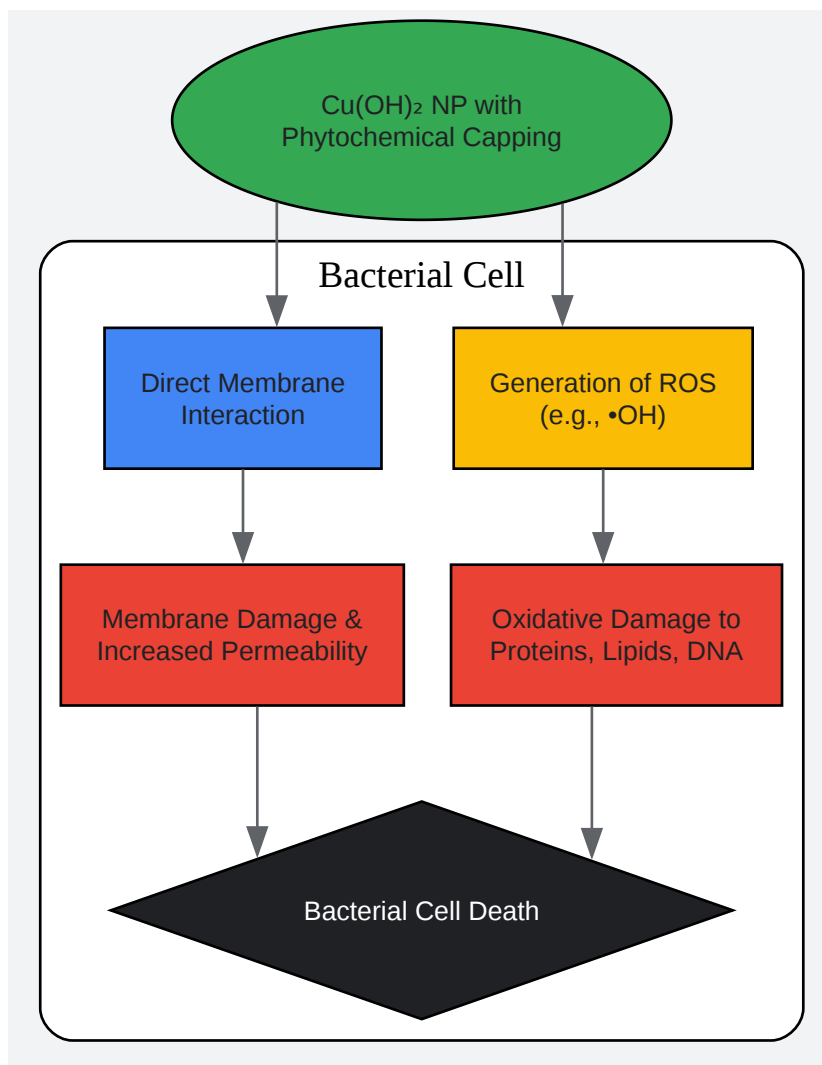 Cu(OH)₂ NP with
Phytochemical Capping
Bacterial Cell
Direct Membrane
Interaction
Generation of ROS
(e.g., •OH)
Membrane Damage &
Increased Permeability
Oxidative Damage to
Proteins, Lipids, DNA
Bacterial Cell Death